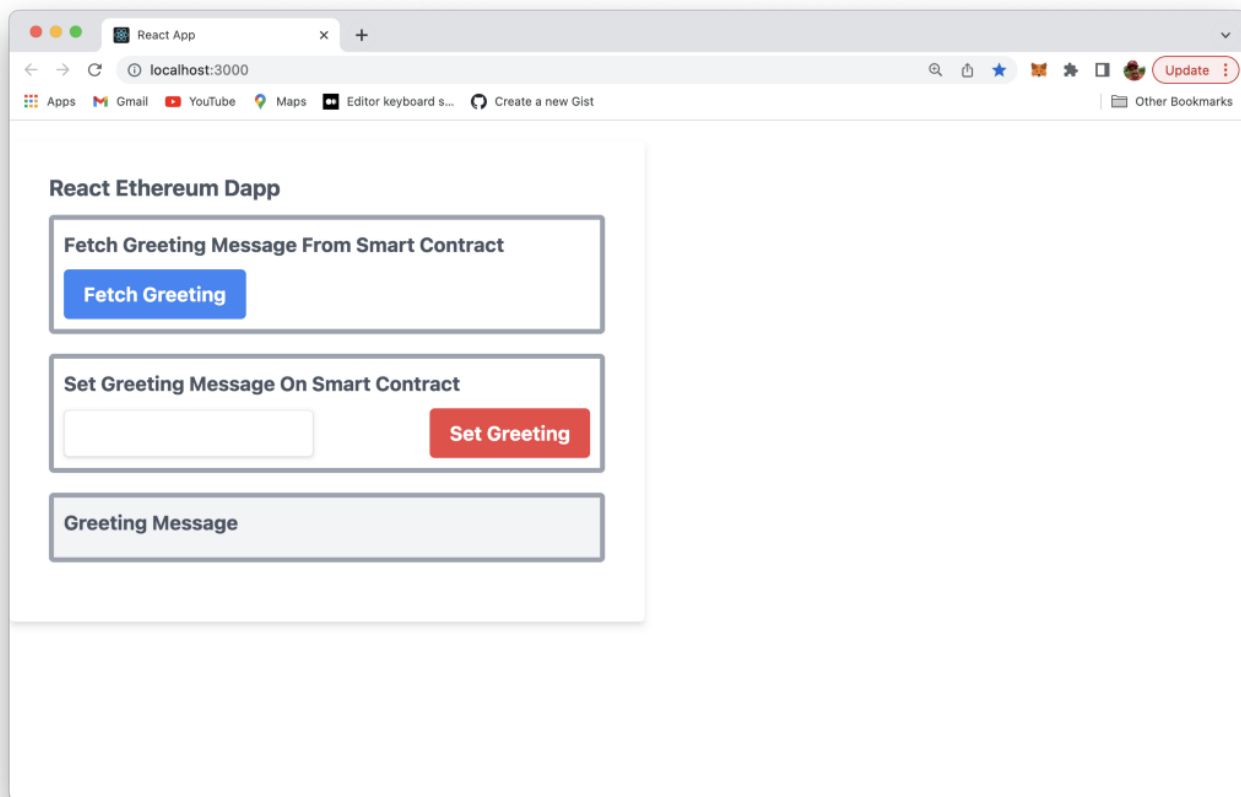 React App
localhost:3000
Update
Apps Gmail YouTube Maps Editor keyboard s... Create a new Gist Other Bookmarks
React Ethereum Dapp
Fetch Greeting Message From Smart Contract
Fetch Greeting
Set Greeting Message On Smart Contract
Set Greeting
Greeting Message